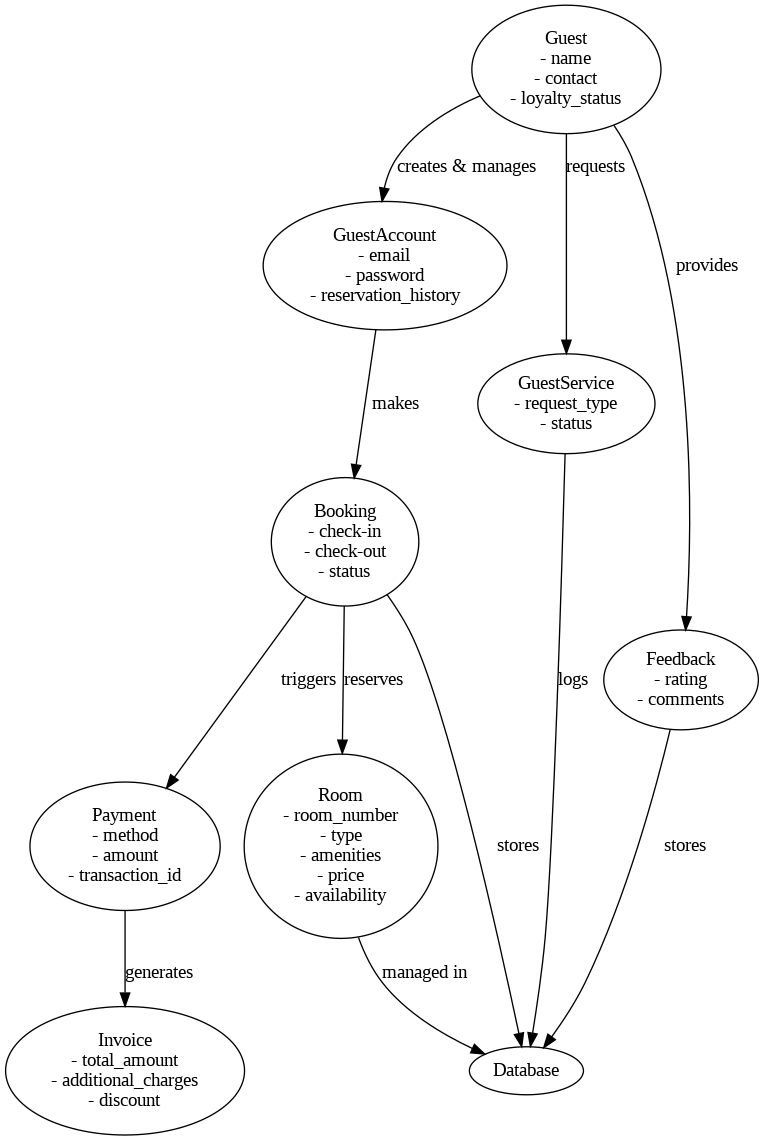 Guest
- name
- contact
- loyalty_status
creates & manages
requests
provides
GuestAccount
- email
- password
- reservation_history
GuestService
- request_type
- status
makes
Booking
- check-in
- check-out
- status
triggers
reserves
logs
Feedback
- rating
- comments
Payment
- method
- amount
- transaction_id
Room
- room_number
- type
- amenities
- price
- availability
stores
stores
generates
managed in
Invoice
- total_amount
- additional_charges
- discount
Database